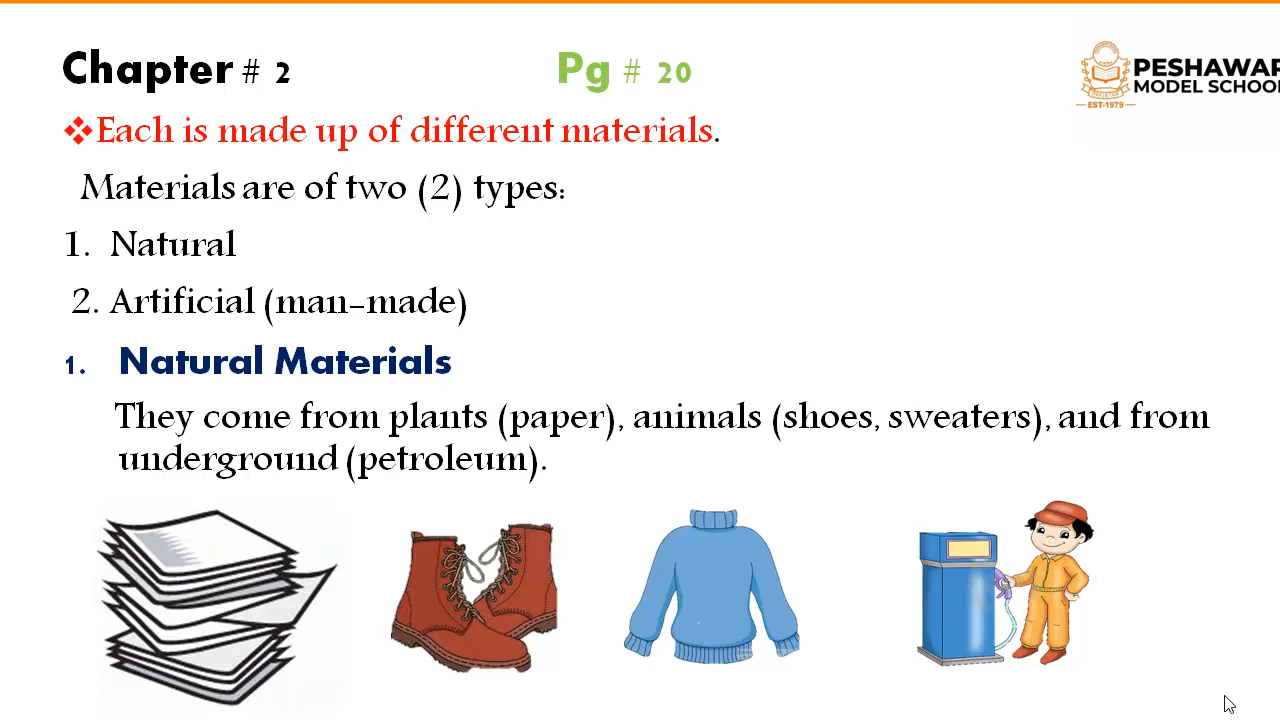 Chapter # 2 Pg # 20
PESHAWAR
MODEL SCHOOL
EST-1979
❖Each is made up of different materials.
Materials are of two (2) types:
1. Natural
2. Artificial (man-made)
1. Natural Materials
They come from plants (paper), animals (shoes, sweaters), and from
underground (petroleum).